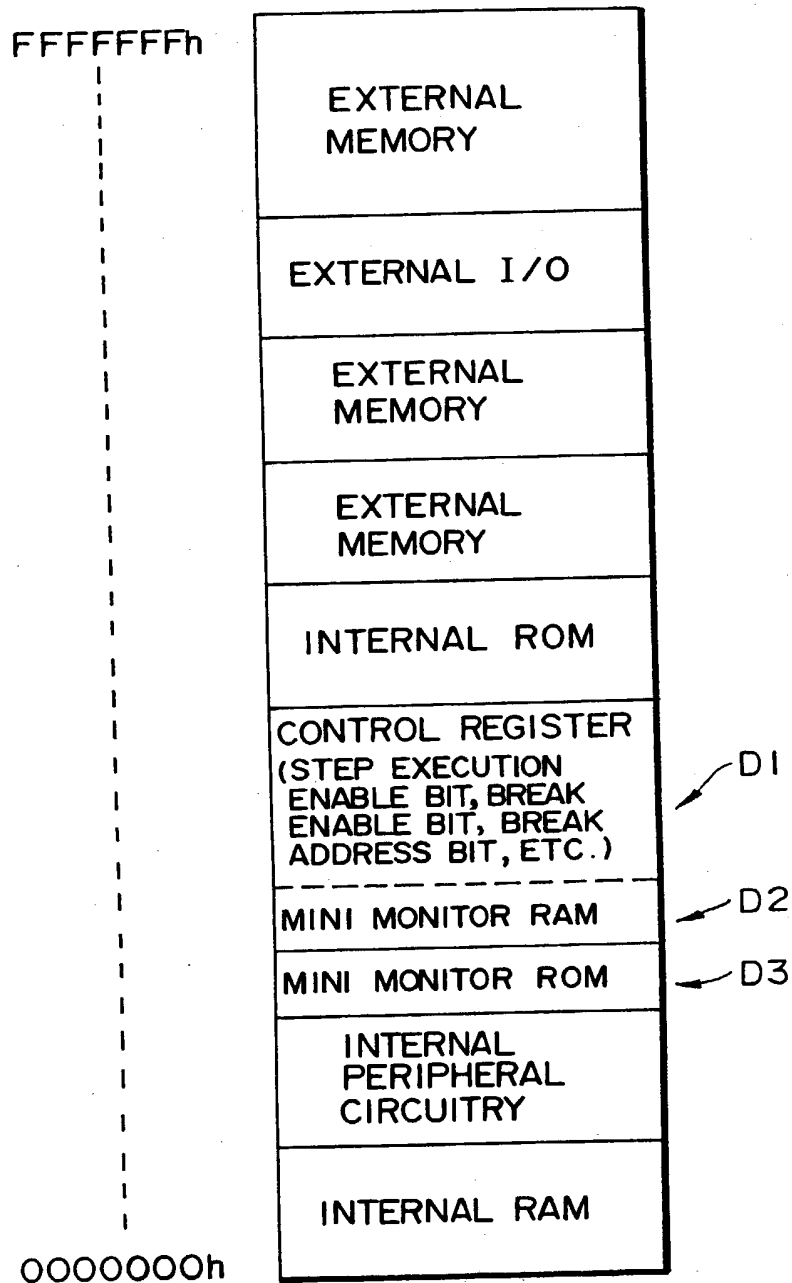 FFFFFFFh
EXTERNAL
MEMORY
EXTERNAL I/O
EXTERNAL
MEMORY
EXTERNAL
MEMORY
INTERNAL ROM
CONTROL REGISTER
(STEP EXECUTION
ENABLE BIT, BREAK
ENABLE BIT, BREAK
ADDRESS BIT, ETC.)
D1
MINI MONITOR RAM
D2
MINI MONITOR ROM
D3
INTERNAL
PERIPHERAL
CIRCUITRY
INTERNAL RAM
0000000h